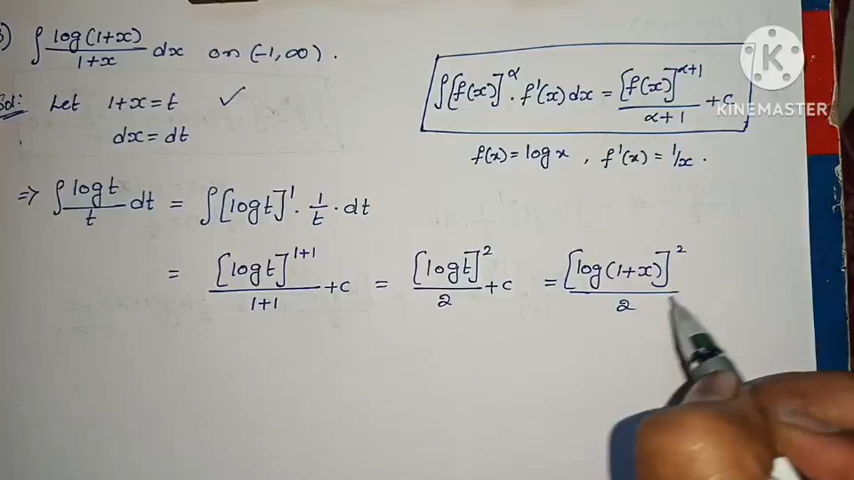 3) ∫ log(1+x)/1+x dx on (-1,∞).
Sol: Let 1+x=t ✓
dx=dt
∫[f(x)]^α · f'(x) dx = [f(x)]^(α+1)/α+1 + c
f(x)=log x , f'(x)=1/x .
⇒ ∫ log t/t dt = ∫[log t]^1 · 1/t · dt
= [log t]^(1+1)/1+1 + c = [log t]^2/2 + c = [log(1+x)]^2/2
K
KINEMASTER